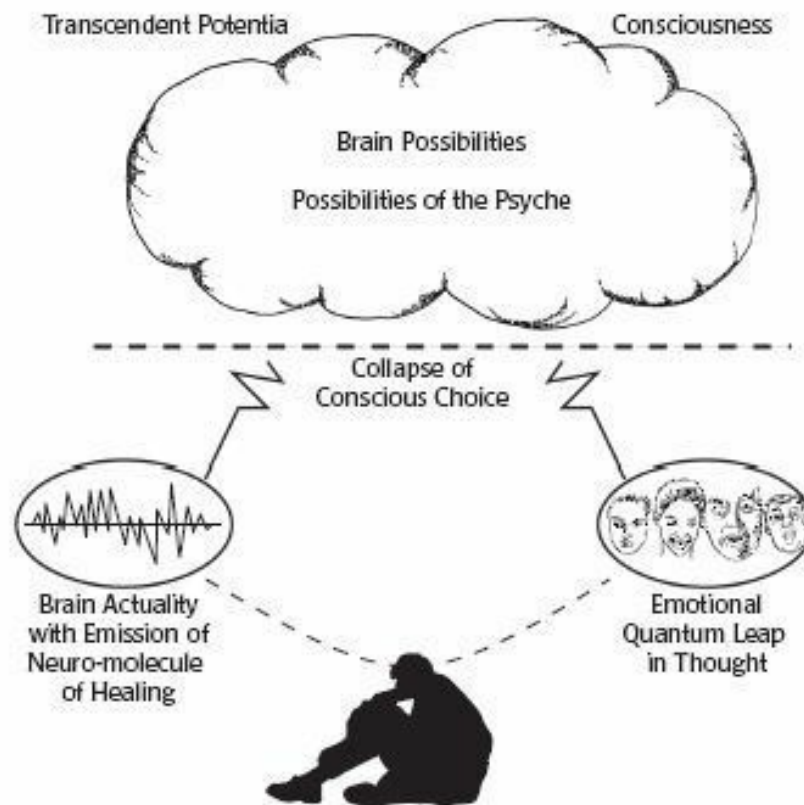 Transcendent Potentia
Consciousness
Brain Possibilities
Possibilities of the Psyche
Collapse of
Conscious Choice
Brain Actuality
with Emission of
Neuro-molecule
of Healing
Emotional
Quantum Leap
in Thought